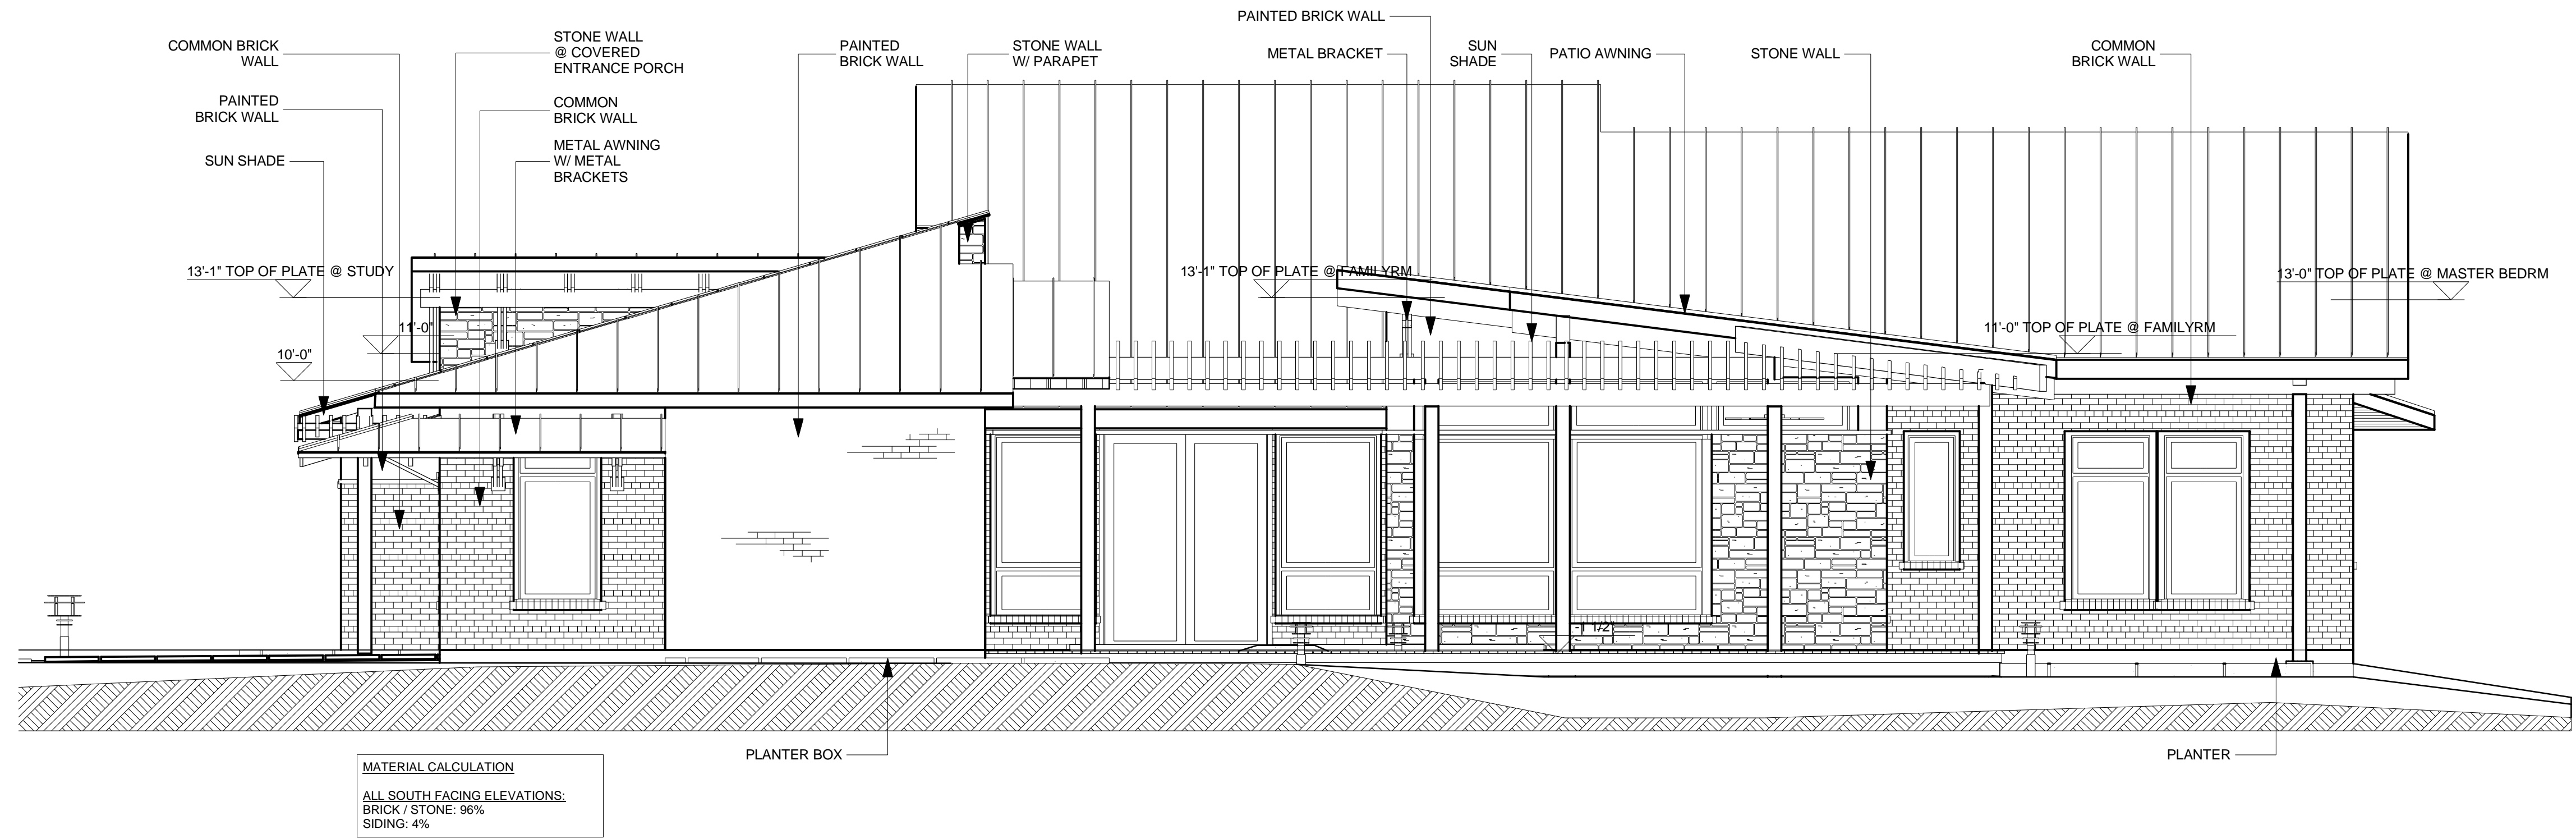 PAINTED BRICK WALL
COMMON BRICK
WALL
STONE WALL
@ COVERED
ENTRANCE PORCH
PAINTED
BRICK WALL
STONE WALL
W/ PARAPET
METAL BRACKET
SUN
SHADE
PATIO AWNING
STONE WALL
COMMON
BRICK WALL
PAINTED
BRICK WALL
COMMON
BRICK WALL
SUN SHADE
METAL AWNING
W/ METAL
BRACKETS
13'-1" TOP OF PLATE @ STUDY
13'-1" TOP OF PLATE @ FAMILYRM
13'-0" TOP OF PLATE @ MASTER BEDRM
11'-0"
11'-0" TOP OF PLATE @ FAMILYRM
10'-0"
-1 1/2"
PLANTER BOX
PLANTER
MATERIAL CALCULATION
ALL SOUTH FACING ELEVATIONS:
BRICK / STONE: 96%
SIDING: 4%